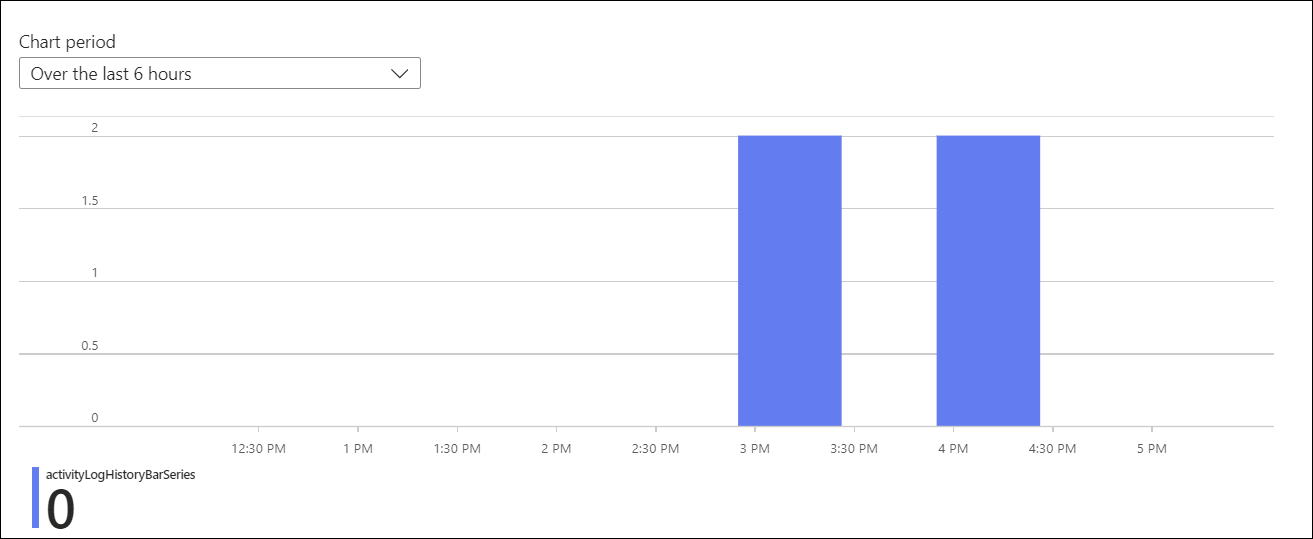 Chart period
Over the last 6 hours
2
1.5
1
0.5
0
12:30 PM 1 PM 1:30 PM 2 PM 2:30 PM 3 PM 3:30 PM 4 PM 4:30 PM 5 PM
activityLogHistoryBarSeries
0